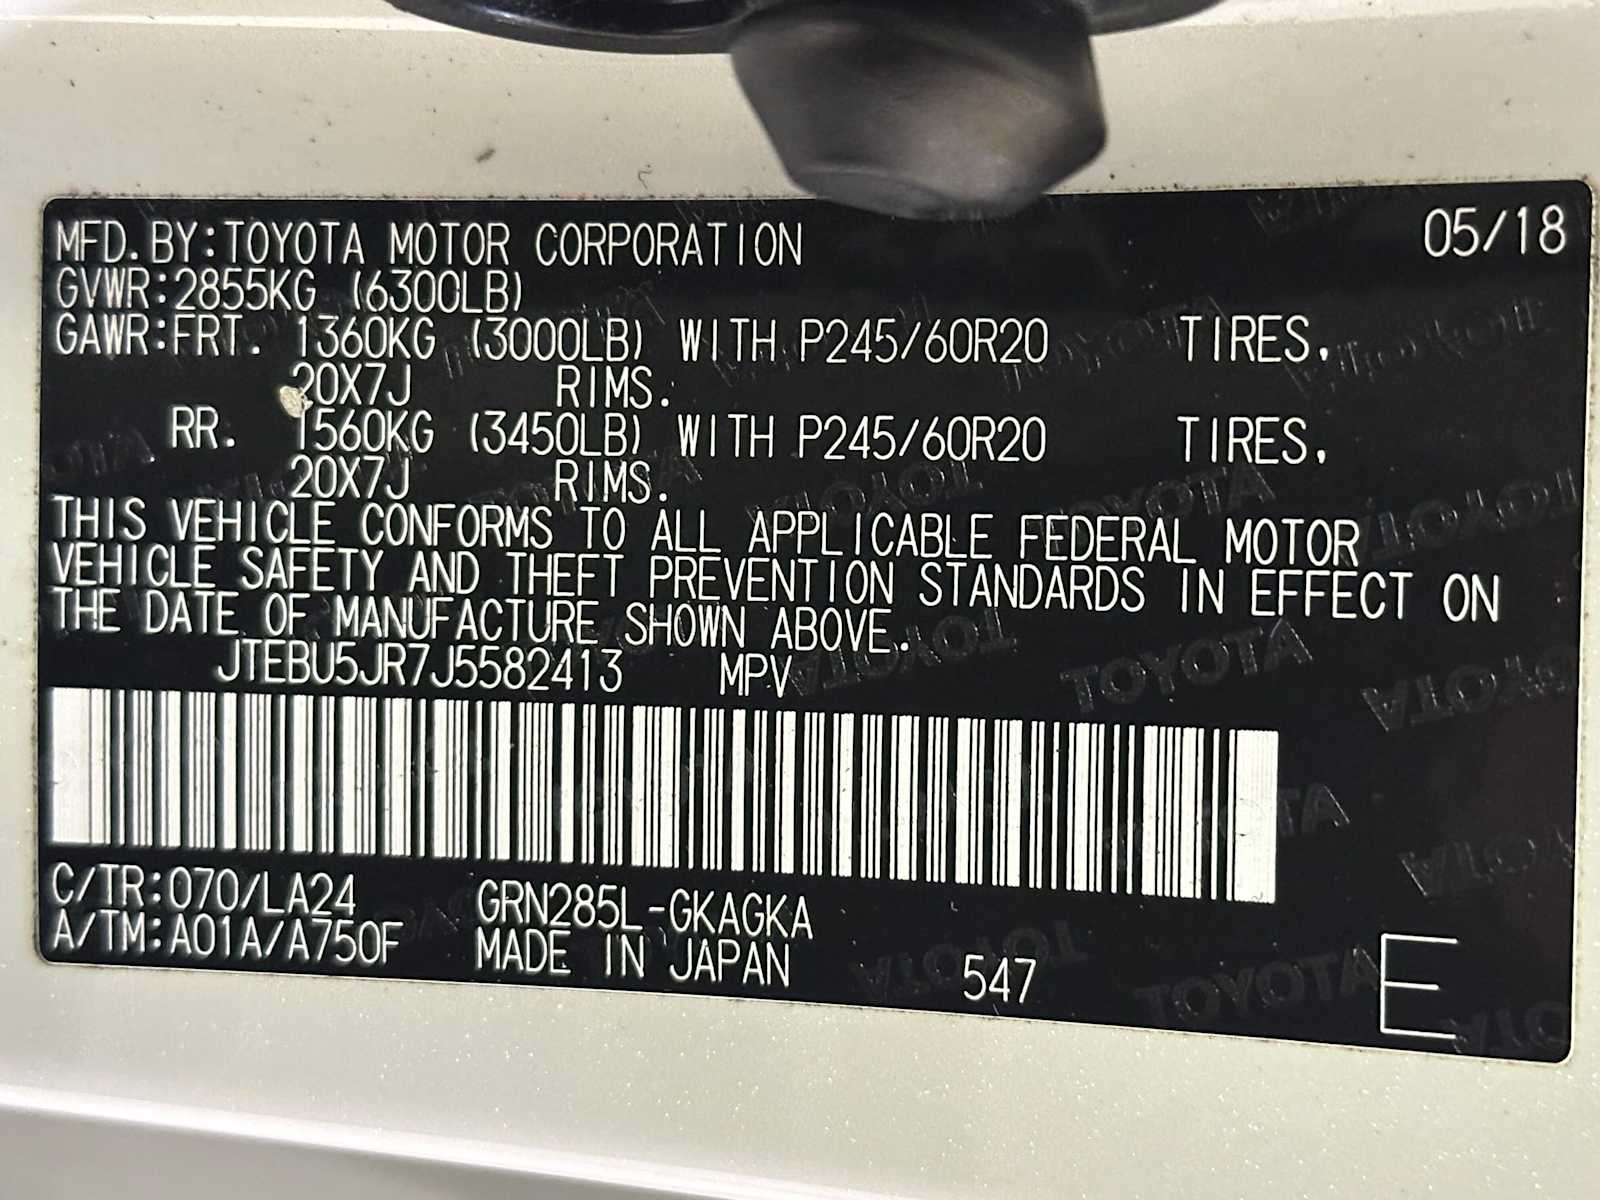 MFD.BY:TOYOTA MOTOR CORPORATION 05/18
GVWR:2855KG (6300LB)
GAWR:FRT. 1360KG (3000LB) WITH P245/60R20 TIRES,
20X7J RIMS.
RR. 1560KG (3450LB) WITH P245/60R20 TIRES,
20X7J RIMS.
THIS VEHICLE CONFORMS TO ALL APPLICABLE FEDERAL MOTOR
VEHICLE SAFETY AND THEFT PREVENTION STANDARDS IN EFFECT ON
THE DATE OF MANUFACTURE SHOWN ABOVE.
JTEBU5JR7J5582413 MPV
C/TR:070/LA24 GRN285L-GKAGKA
A/TM:A01A/A750F MADE IN JAPAN 547 E
TOYOTA